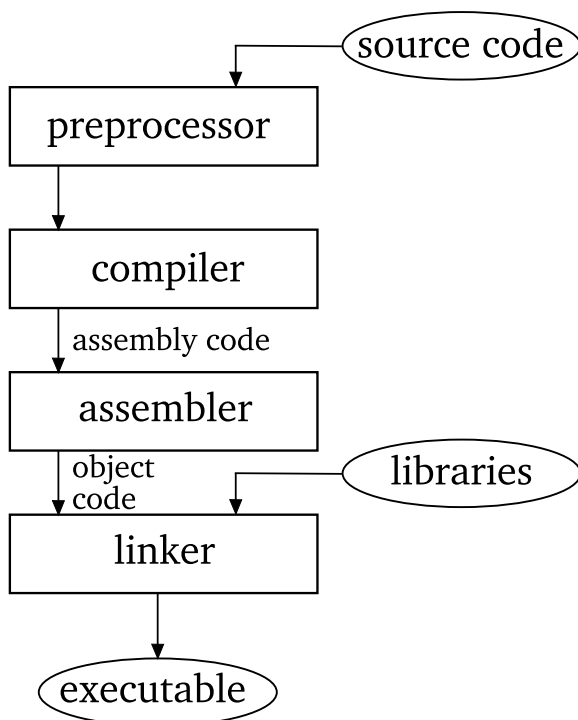 source code
preprocessor
compiler
assembly code
assembler
object
code
libraries
linker
executable